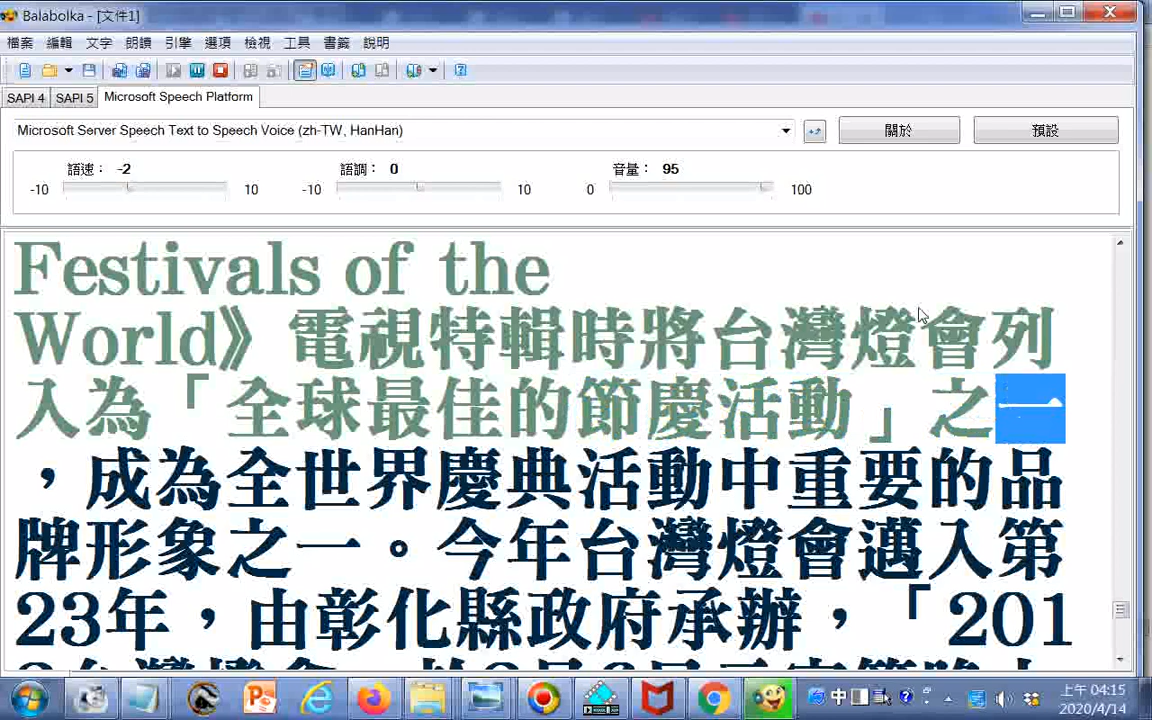 Balabolka - [文件1]
檔案 編輯 文字 朗讀 引擎 選項 檢視 工具 書籤 說明
SAPI 4 SAPI 5 Microsoft Speech Platform
Microsoft Server Speech Text to Speech Voice (zh-TW, HanHan) 關於 預設
語速： -2 語調： 0 音量： 95
-10 10 -10 10 0 100
Festivals of the
World》電視特輯時將台灣燈會列
入為「全球最佳的節慶活動」之一
，成為全世界慶典活動中重要的品
牌形象之一。今年台灣燈會邁入第
23年，由彰化縣政府承辦，「201
中
上午 04:15
2020/4/14